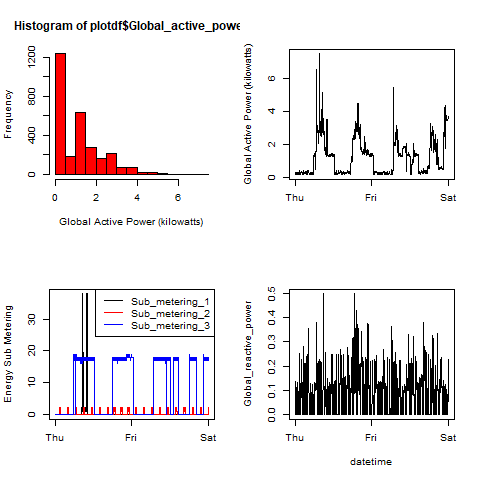 Histogram of plotdf$Global_active_powe
Frequency
0 400 800 1200
0 2 4 6
Global Active Power (kilowatts)
Global Active Power (kilowatts)
0 2 4 6
Thu Fri Sat
Energy Sub Metering
0 10 20 30
Sub_metering_1
Sub_metering_2
Sub_metering_3
Thu Fri Sat
Global_reactive_power
0.0 0.1 0.2 0.3 0.4 0.5
Thu Fri Sat
datetime